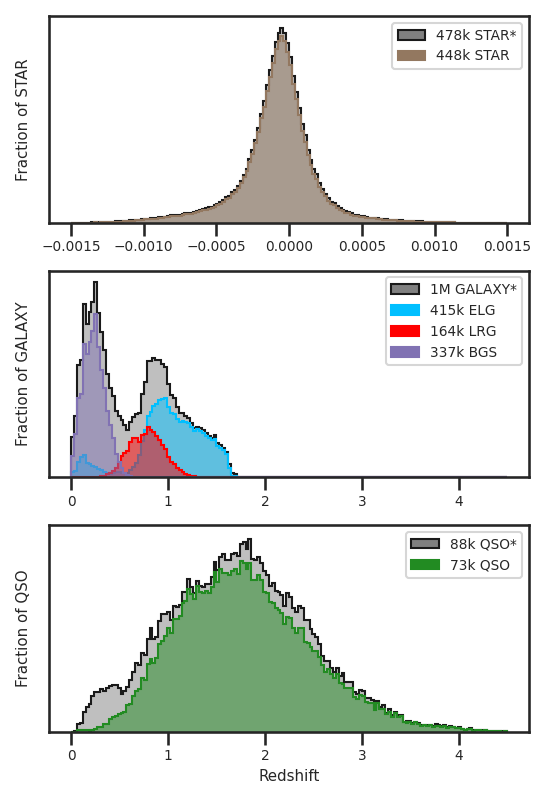 Fraction of STAR
478k STAR*
448k STAR
−0.0015 −0.0010 −0.0005 0.0000 0.0005 0.0010 0.0015
Fraction of GALAXY
1M GALAXY*
415k ELG
164k LRG
337k BGS
0 1 2 3 4
Fraction of QSO
88k QSO*
73k QSO
0 1 2 3 4
Redshift